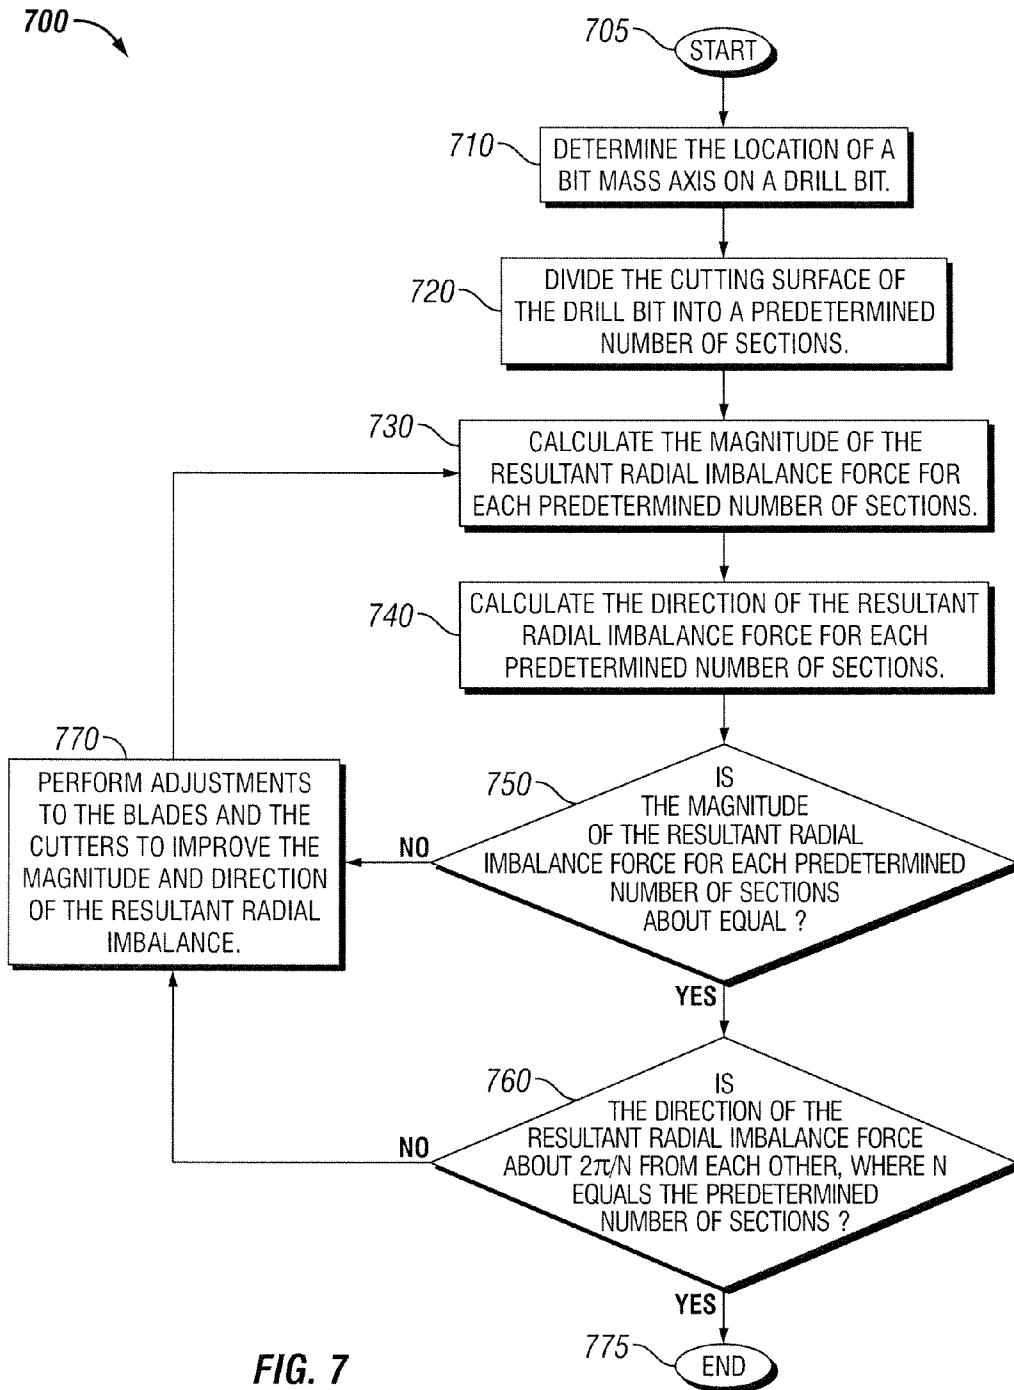 700
705
START
710
DETERMINE THE LOCATION OF A
BIT MASS AXIS ON A DRILL BIT.
720
DIVIDE THE CUTTING SURFACE OF
THE DRILL BIT INTO A PREDETERMINED
NUMBER OF SECTIONS.
730
CALCULATE THE MAGNITUDE OF THE
RESULTANT RADIAL IMBALANCE FORCE FOR
EACH PREDETERMINED NUMBER OF SECTIONS.
740
CALCULATE THE DIRECTION OF THE RESULTANT
RADIAL IMBALANCE FORCE FOR EACH
PREDETERMINED NUMBER OF SECTIONS.
770
PERFORM ADJUSTMENTS
TO THE BLADES AND THE
CUTTERS TO IMPROVE THE
MAGNITUDE AND DIRECTION
OF THE RESULTANT RADIAL
IMBALANCE.
750
IS
THE MAGNITUDE
OF THE RESULTANT RADIAL
IMBALANCE FORCE FOR EACH PREDETERMINED
NUMBER OF SECTIONS
ABOUT EQUAL ?
NO
YES
760
IS
THE DIRECTION OF THE
RESULTANT RADIAL IMBALANCE FORCE
ABOUT 2π/N FROM EACH OTHER, WHERE N
EQUALS THE PREDETERMINED
NUMBER OF SECTIONS ?
NO
YES
775
END
FIG. 7